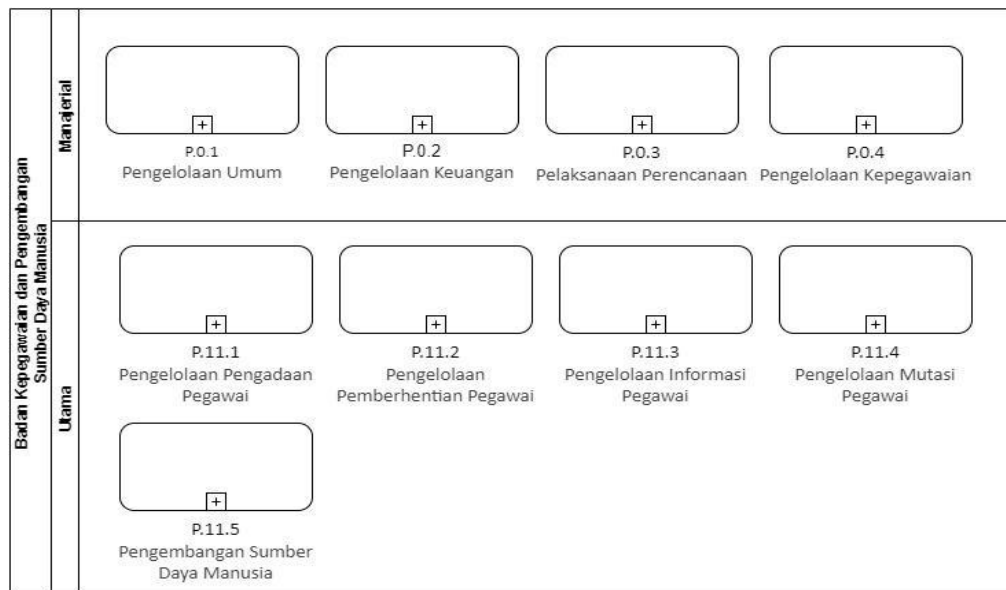 Badan Kepegawaian dan Pengembangan
Sumber Daya Manusia
Manajerial
P.0.1
Pengelolaan Umum
P.0.2
Pengelolaan Keuangan
P.0.3
Pelaksanaan Perencanaan
P.0.4
Pengelolaan Kepegawaian
Utama
P.11.1
Pengelolaan Pengadaan
Pegawai
P.11.2
Pengelolaan
Pemberhentian Pegawai
P.11.3
Pengelolaan Informasi
Pegawai
P.11.4
Pengelolaan Mutasi
Pegawai
P.11.5
Pengembangan Sumber
Daya Manusia